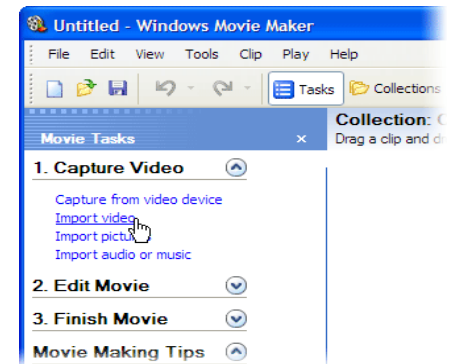 Untitled - Windows Movie Maker
File Edit View Tools Clip Play Help
Tasks Collections
Movie Tasks ×
Collection:
Drag a clip and
1. Capture Video
Capture from video device
Import video
Import
Import audio or music
2. Edit Movie
3. Finish Movie
Movie Making Tips